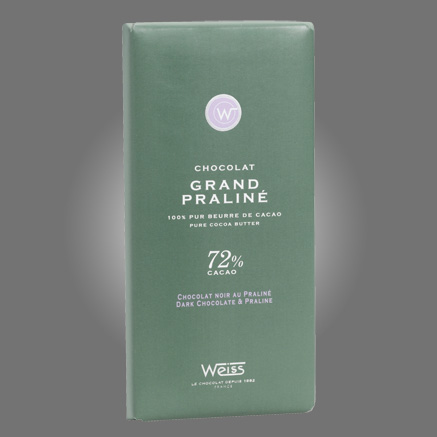 W
CHOCOLAT
GRAND
PRALINÉ
100% PUR BEURRE DE CACAO
PURE COCOA BUTTER
72%
CACAO
CHOCOLAT NOIR AU PRALINÉ
DARK CHOCOLATE & PRALINE
Weiss
LE CHOCOLAT DEPUIS 1882
FRANCE